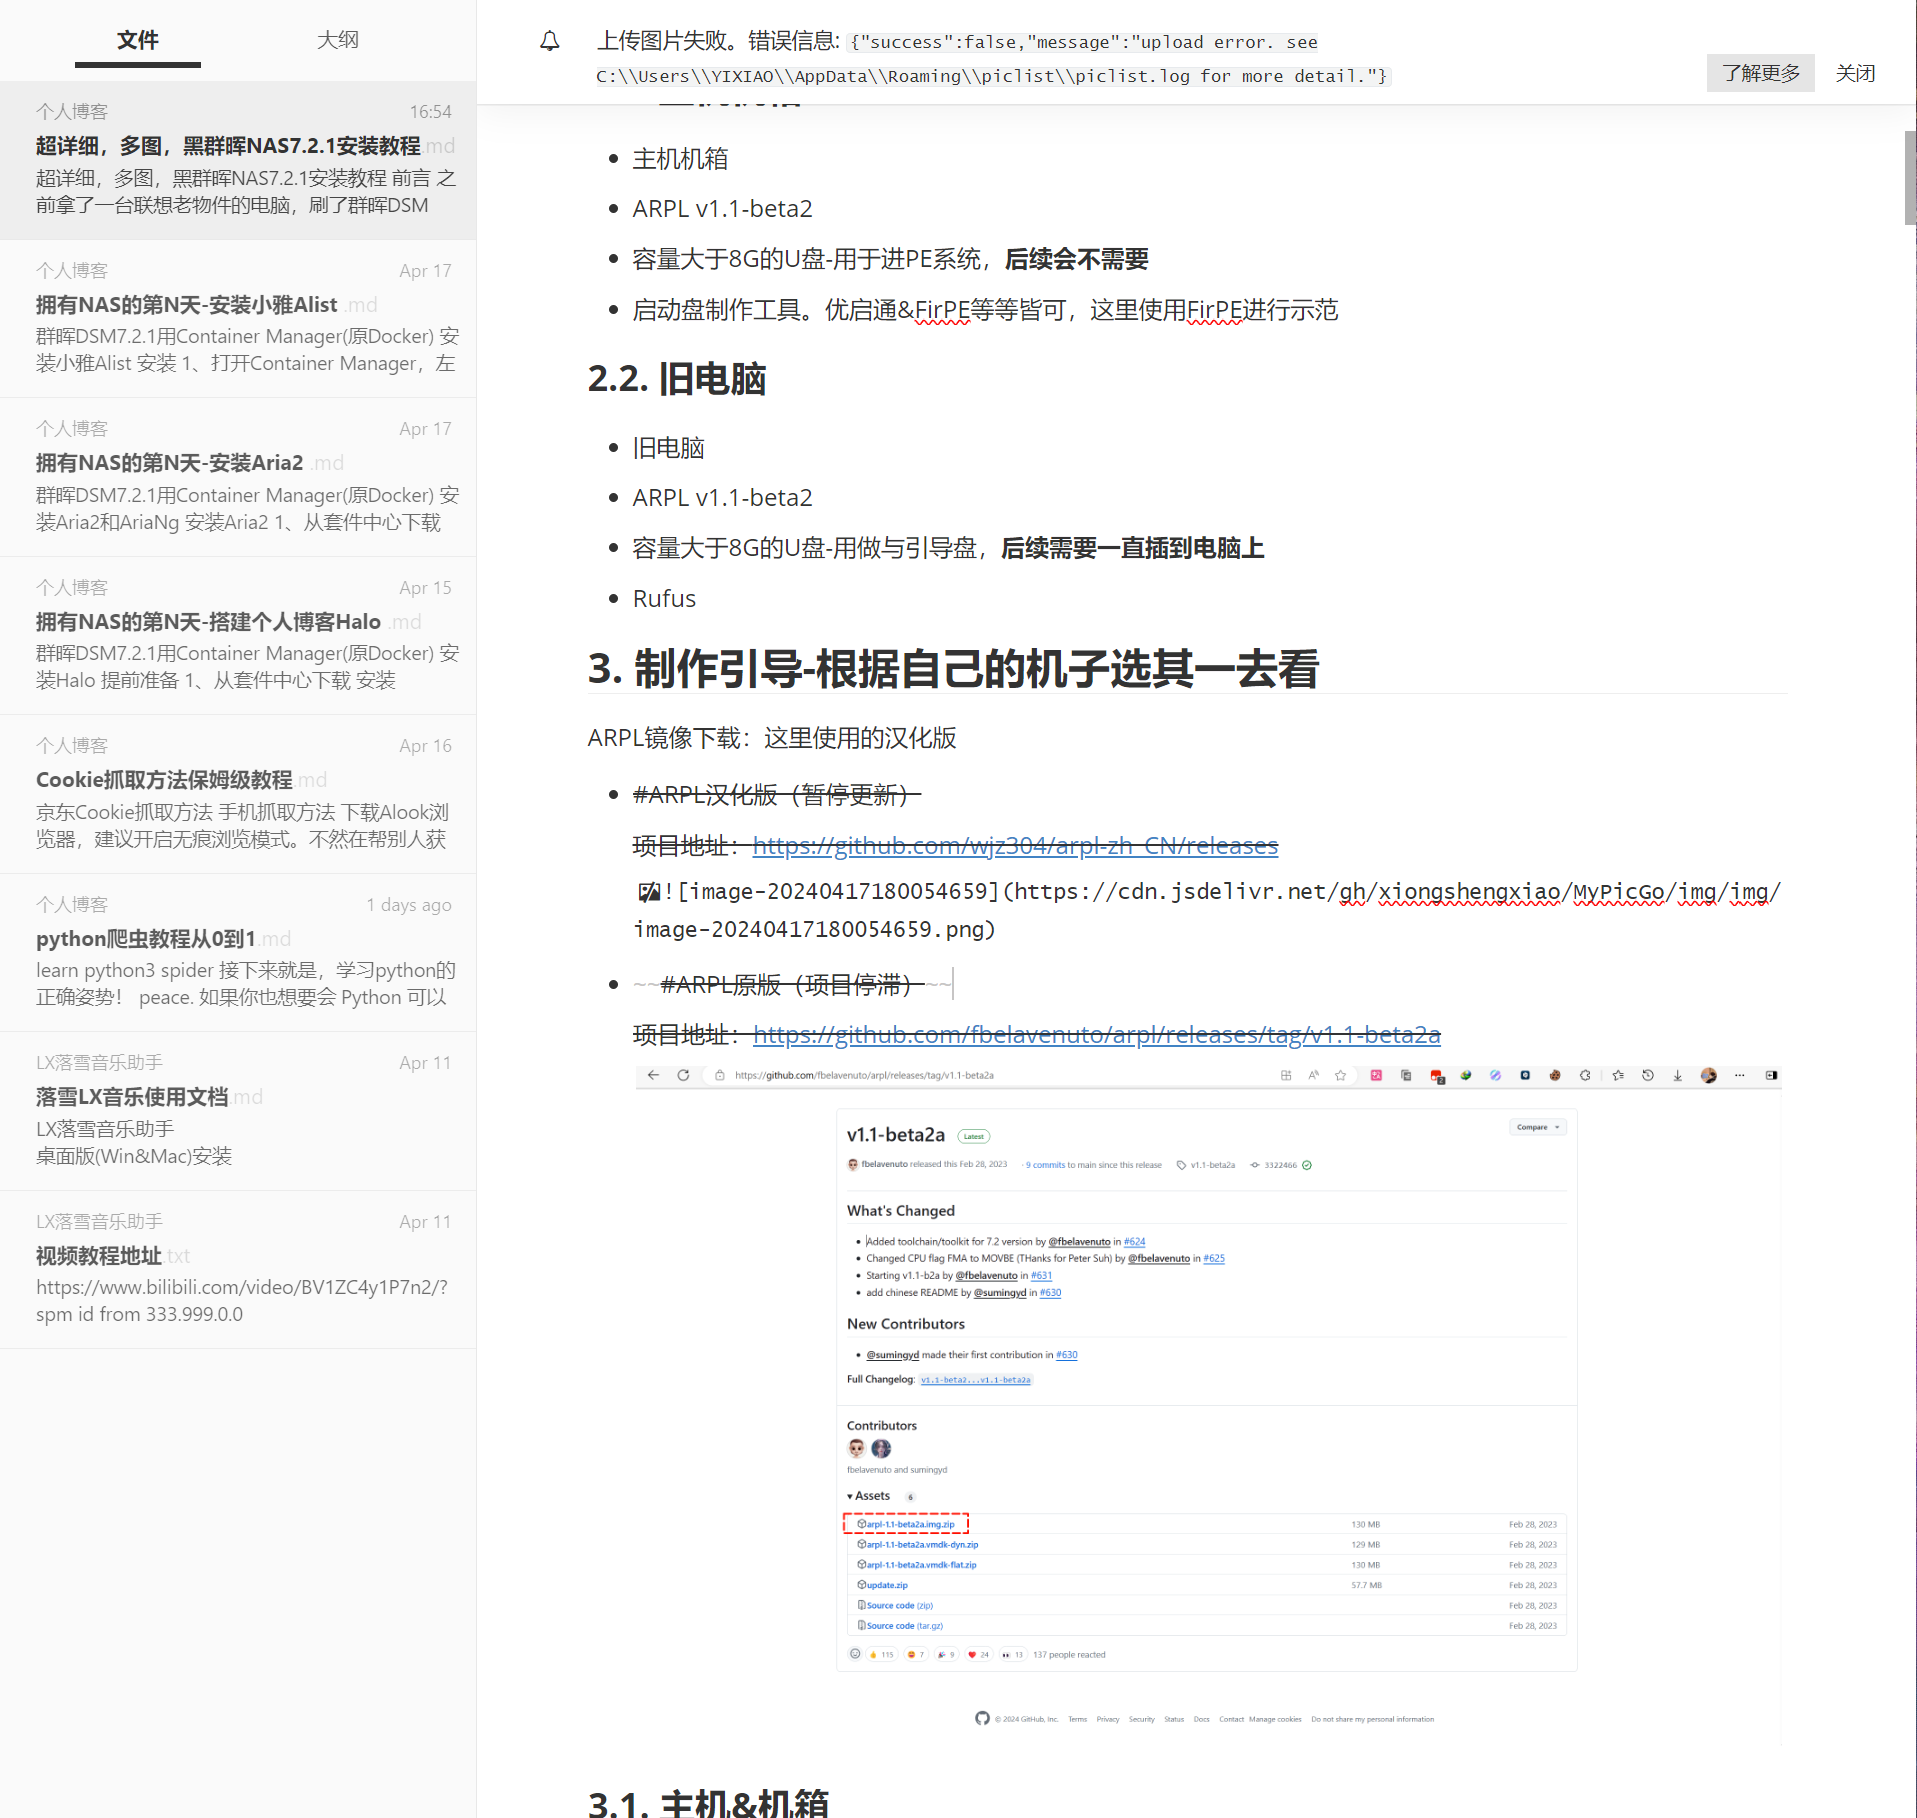 文件
大纲
个人博客
16:54
超详细，多图，黑群晖NAS7.2.1安装教程.md
超详细，多图，黑群晖NAS7.2.1安装教程 前言 之
前拿了一台联想老物件的电脑，刷了群晖DSM
个人博客
Apr 17
拥有NAS的第N天-安装小雅Alist .md
群晖DSM7.2.1用Container Manager(原Docker) 安
装小雅Alist 安装 1、打开Container Manager，左
个人博客
Apr 17
拥有NAS的第N天-安装Aria2 .md
群晖DSM7.2.1用Container Manager(原Docker) 安
装Aria2和AriaNg 安装Aria2 1、从套件中心下载
个人博客
Apr 15
拥有NAS的第N天-搭建个人博客Halo .md
群晖DSM7.2.1用Container Manager(原Docker) 安
装Halo 提前准备 1、从套件中心下载 安装
个人博客
Apr 16
Cookie抓取方法保姆级教程.md
京东Cookie抓取方法 手机抓取方法 下载Alook浏
览器，建议开启无痕浏览模式。不然在帮别人获
个人博客
1 days ago
python爬虫教程从0到1.md
learn python3 spider 接下来就是，学习python的
正确姿势！ peace. 如果你也想要会 Python 可以
LX落雪音乐助手
Apr 11
落雪LX音乐使用文档.md
LX落雪音乐助手
桌面版(Win&Mac)安装
LX落雪音乐助手
Apr 11
视频教程地址.txt
https://www.bilibili.com/video/BV1ZC4y1P7n2/?
spm id from 333.999.0.0
上传图片失败。错误信息: {"success":false,"message":"upload error. see
C:\\Users\\YIXIAO\\AppData\\Roaming\\piclist\\piclist.log for more detail."}
了解更多
关闭
主机机箱
ARPL v1.1-beta2
容量大于8G的U盘-用于进PE系统，后续会不需要
启动盘制作工具。优启通&FirPE等等皆可，这里使用FirPE进行示范
2.2. 旧电脑
旧电脑
ARPL v1.1-beta2
容量大于8G的U盘-用做与引导盘，后续需要一直插到电脑上
Rufus
3. 制作引导-根据自己的机子选其一去看
ARPL镜像下载：这里使用的汉化版
#ARPL汉化版（暂停更新）
项目地址：https://github.com/wjz304/arpl-zh_CN/releases
![image-20240417180054659](https://cdn.jsdelivr.net/gh/xiongshengxiao/MyPicGo/img/img/
image-20240417180054659.png)
~~#ARPL原版（项目停滞）~~
项目地址：https://github.com/fbelavenuto/arpl/releases/tag/v1.1-beta2a
https://github.com/fbelavenuto/arpl/releases/tag/v1.1-beta2a
v1.1-beta2a Latest
Compare
fbelavenuto released this Feb 28, 2023 · 9 commits to main since this release v1.1-beta2a 3322466
What's Changed
Added toolchain/toolkit for 7.2 version by @fbelavenuto in #624
Changed CPU flag FMA to MOVBE (THanks for Peter Suh) by @fbelavenuto in #625
Starting v1.1-b2a by @fbelavenuto in #631
add chinese README by @sumingyd in #630
New Contributors
@sumingyd made their first contribution in #630
Full Changelog: v1.1-beta2...v1.1-beta2a
Contributors
fbelavenuto and sumingyd
Assets 6
arpl-1.1-beta2a.img.zip 130 MB Feb 28, 2023
arpl-1.1-beta2a.vmdk-dyn.zip 129 MB Feb 28, 2023
arpl-1.1-beta2a.vmdk-flat.zip 130 MB Feb 28, 2023
update.zip 57.7 MB Feb 28, 2023
Source code (zip) Feb 28, 2023
Source code (tar.gz) Feb 28, 2023
115 7 9 24 13 137 people reacted
© 2024 GitHub, Inc. Terms Privacy Security Status Docs Contact Manage cookies Do not share my personal information
3.1. 主机&机箱